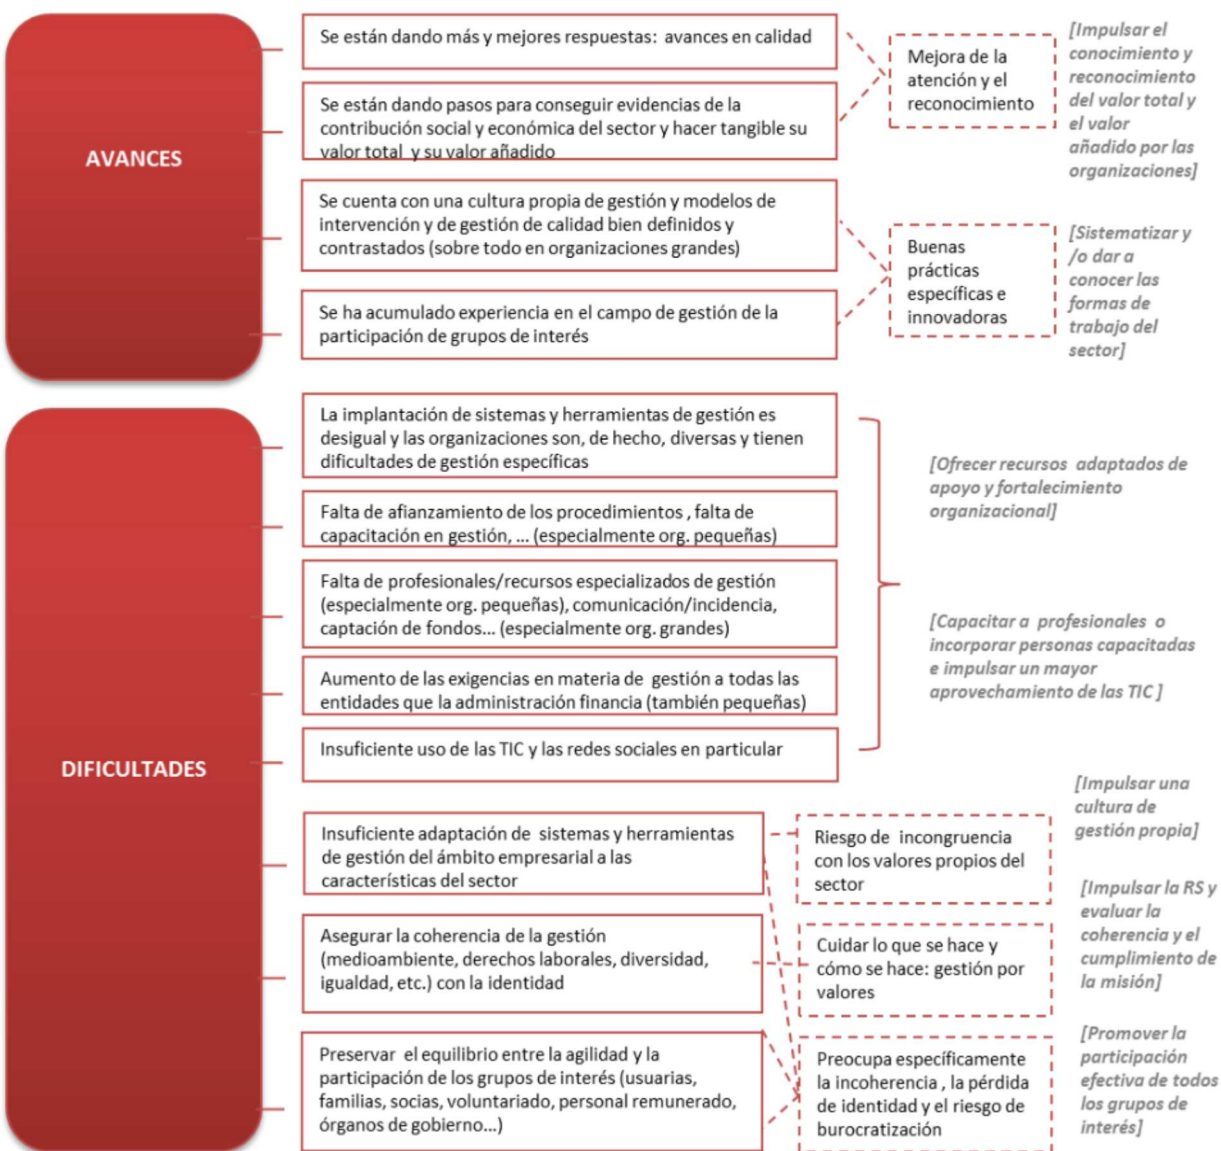 AVANCES
Se están dando más y mejores respuestas: avances en calidad
Se están dando pasos para conseguir evidencias de la
contribución social y económica del sector y hacer tangible su
valor total y su valor añadido
Mejora de la
atención y el
reconocimiento
[Impulsar el
conocimiento y
reconocimiento
del valor total y
el valor
añadido por las
organizaciones]
Se cuenta con una cultura propia de gestión y modelos de
intervención y de gestión de calidad bien definidos y
contrastados (sobre todo en organizaciones grandes)
Se ha acumulado experiencia en el campo de gestión de la
participación de grupos de interés
Buenas
prácticas
específicas e
innovadoras
[Sistematizar y
/o dar a
conocer las
formas de
trabajo del
sector]
DIFICULTADES
La implantación de sistemas y herramientas de gestión es
desigual y las organizaciones son, de hecho, diversas y tienen
dificultades de gestión específicas
Falta de afianzamiento de los procedimientos , falta de
capacitación en gestión, ... (especialmente org. pequeñas)
Falta de profesionales/recursos especializados de gestión
(especialmente org. pequeñas), comunicación/incidencia,
captación de fondos... (especialmente org. grandes)
Aumento de las exigencias en materia de gestión a todas las
entidades que la administración financia (también pequeñas)
Insuficiente uso de las TIC y las redes sociales en particular
[Ofrecer recursos adaptados de
apoyo y fortalecimiento
organizacional]
[Capacitar a profesionales o
incorporar personas capacitadas
e impulsar un mayor
aprovechamiento de las TIC ]
Insuficiente adaptación de sistemas y herramientas
de gestión del ámbito empresarial a las
características del sector
Riesgo de incongruencia
con los valores propios del
sector
[Impulsar una
cultura de
gestión propia]
Asegurar la coherencia de la gestión
(medioambiente, derechos laborales, diversidad,
igualdad, etc.) con la identidad
Cuidar lo que se hace y
cómo se hace: gestión por
valores
[Impulsar la RS y
evaluar la
coherencia y el
cumplimiento de
la misión]
Preservar el equilibrio entre la agilidad y la
participación de los grupos de interés (usuarias,
familias, socias, voluntariado, personal remunerado,
órganos de gobierno...)
Preocupa específicamente
la incoherencia , la pérdida
de identidad y el riesgo de
burocratización
[Promover la
participación
efectiva de todos
los grupos de
interés]